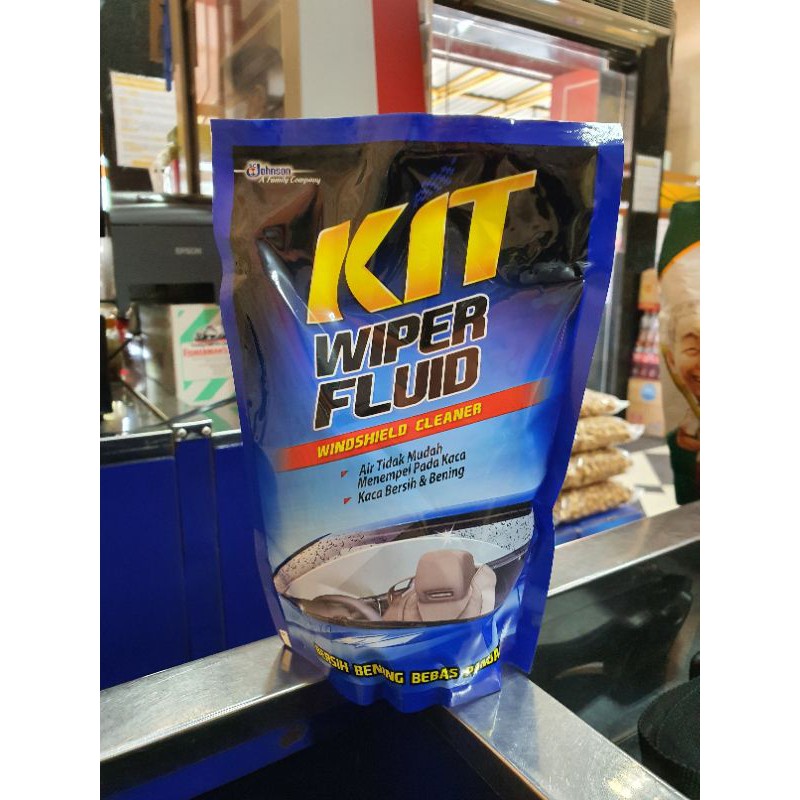 SC Johnson
A Family Company
KIT
WIPER
FLUID
WINDSHIELD CLEANER
Air Tidak Mudah
Menempel Pada Kaca
Kaca Bersih & Bening
BERSIH BENING BEBAS
EPSON